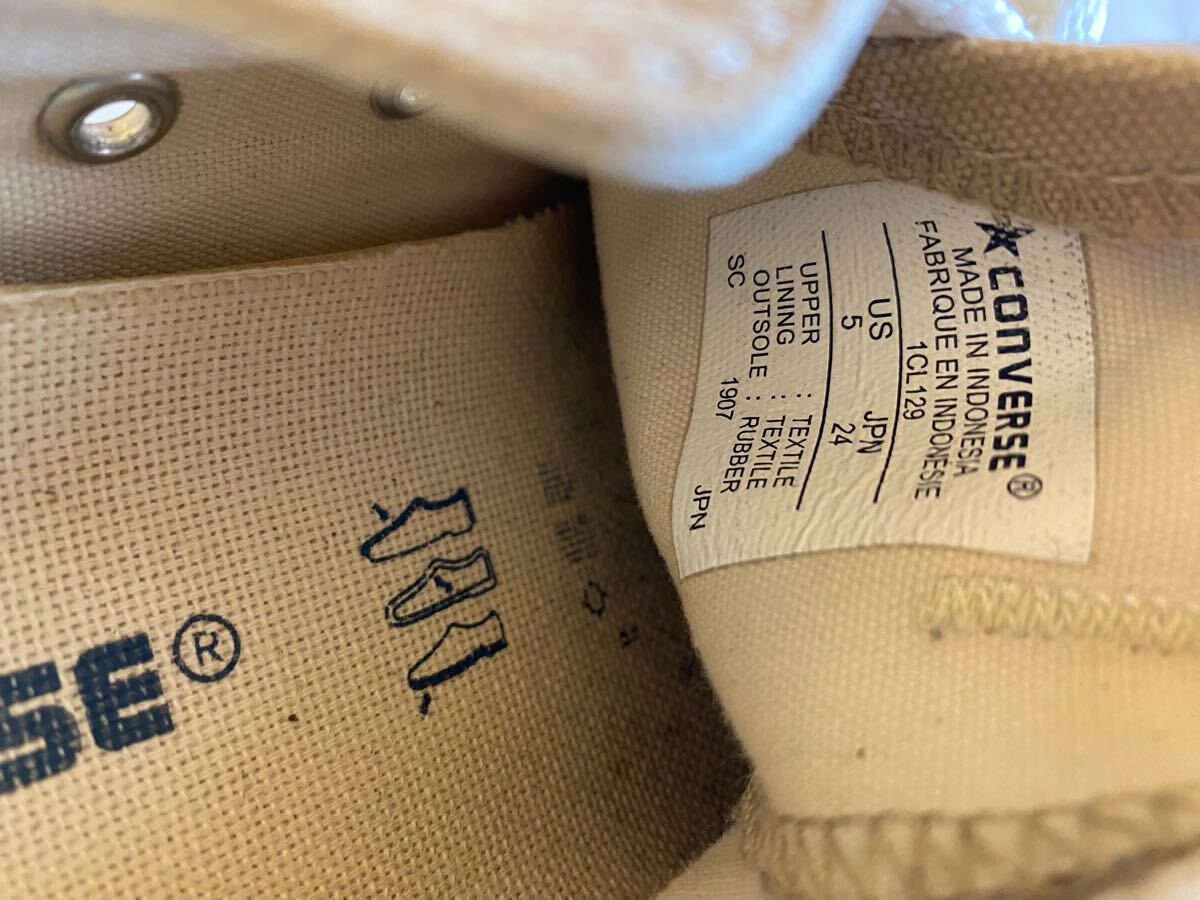 CONVERSE®
MADE IN INDONESIA
FABRIQUE EN INDONESIE
1CL129
US JPN
5 24
UPPER : TEXTILE
LINING : TEXTILE
OUTSOLE : RUBBER
SC 1907
JPN
SE®